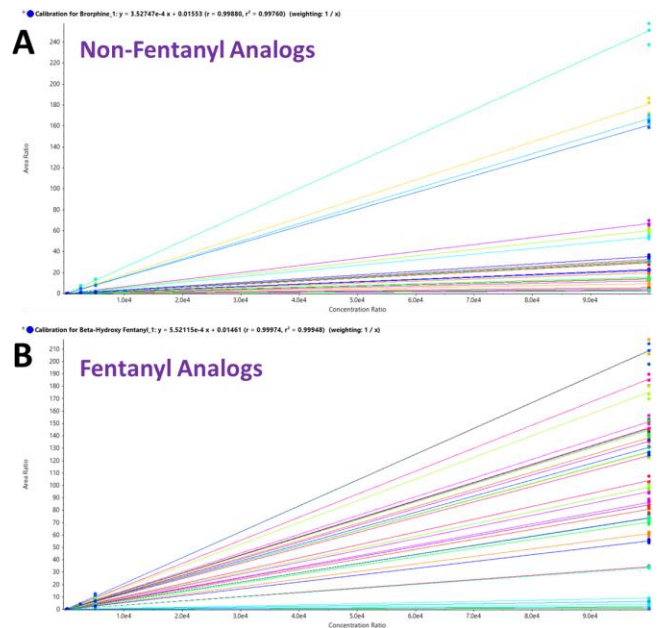 A
Calibration for Brorphine_1: y = 3.52747e-4 x + 0.01553 (r = 0.99880, r² = 0.99760) (weighting: 1 / x)
Non-Fentanyl Analogs
240
220
200
180
160
140
120
100
80
60
40
20
0
Area Ratio
1.0e4 2.0e4 3.0e4 4.0e4 5.0e4 6.0e4 7.0e4 8.0e4 9.0e4
Concentration Ratio
B
Calibration for Beta-Hydroxy Fentanyl_1: y = 5.52115e-4 x + 0.01461 (r = 0.99974, r² = 0.99948) (weighting: 1 / x)
Fentanyl Analogs
210
200
190
180
170
160
150
140
130
120
110
100
90
80
70
60
50
40
30
20
10
0
Area Ratio
1.0e4 2.0e4 3.0e4 4.0e4 5.0e4 6.0e4 7.0e4 8.0e4 9.0e4
Concentration Ratio